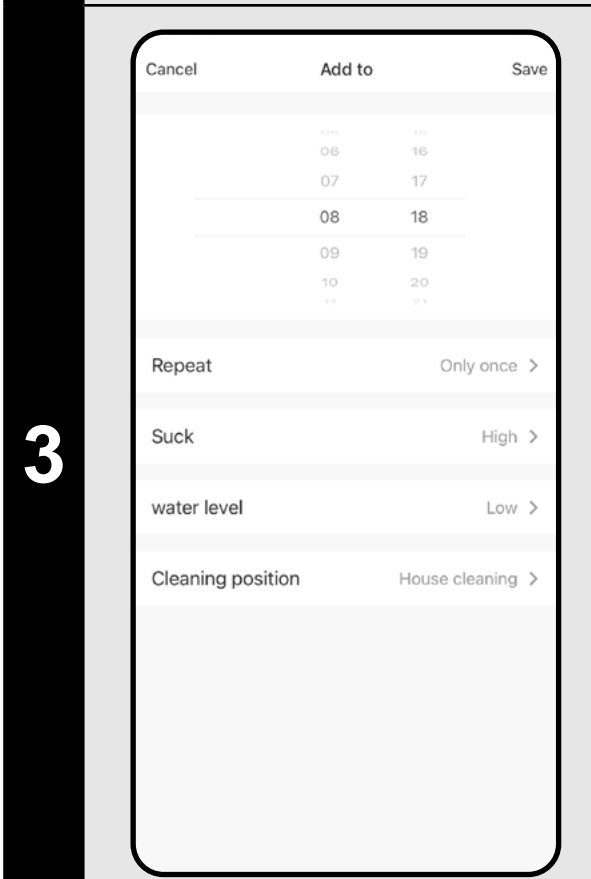 3
Cancel Add to Save
06 16
07 17
08 18
09 19
10 20
Repeat Only once >
Suck High >
water level Low >
Cleaning position House cleaning >